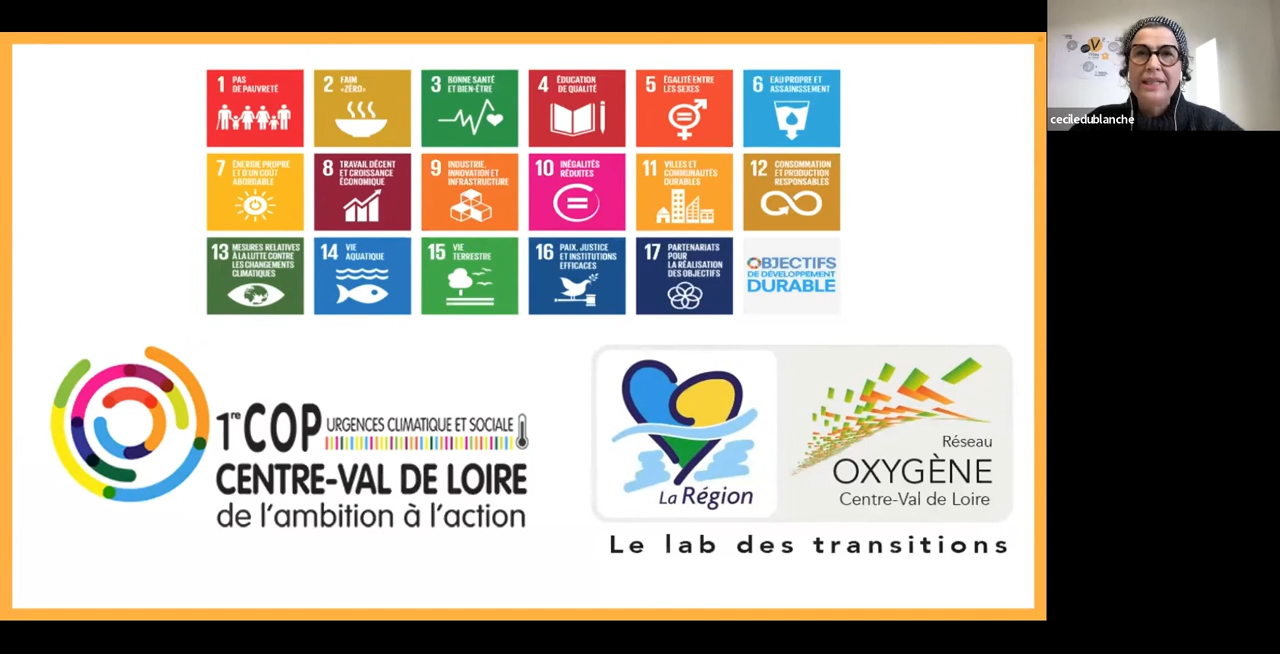 1 PAS
DE PAUVRETÉ
2 FAIM
«ZÉRO»
3 BONNE SANTÉ
ET BIEN-ÊTRE
4 ÉDUCATION
DE QUALITÉ
5 ÉGALITÉ ENTRE
LES SEXES
6 EAU PROPRE ET
ASSAINISSEMENT
7 ÉNERGIE PROPRE
ET D'UN COÛT
ABORDABLE
8 TRAVAIL DÉCENT
ET CROISSANCE
ÉCONOMIQUE
9 INDUSTRIE,
INNOVATION ET
INFRASTRUCTURE
10 INÉGALITÉS
RÉDUITES
11 VILLES ET
COMMUNAUTÉS
DURABLES
12 CONSOMMATION
ET PRODUCTION
RESPONSABLES
13 MESURES RELATIVES
À LA LUTTE CONTRE
LES CHANGEMENTS
CLIMATIQUES
14 VIE
AQUATIQUE
15 VIE
TERRESTRE
16 PAIX, JUSTICE
ET INSTITUTIONS
EFFICACES
17 PARTENARIATS
POUR
LA RÉALISATION
DES OBJECTIFS
OBJECTIFS
DE DÉVELOPPEMENT
DURABLE
1re COP URGENCES CLIMATIQUE ET SOCIALE
CENTRE-VAL DE LOIRE
de l'ambition à l'action
La Région
Réseau
OXYGÈNE
Centre-Val de Loire
Le lab des transitions
ceciledublanche